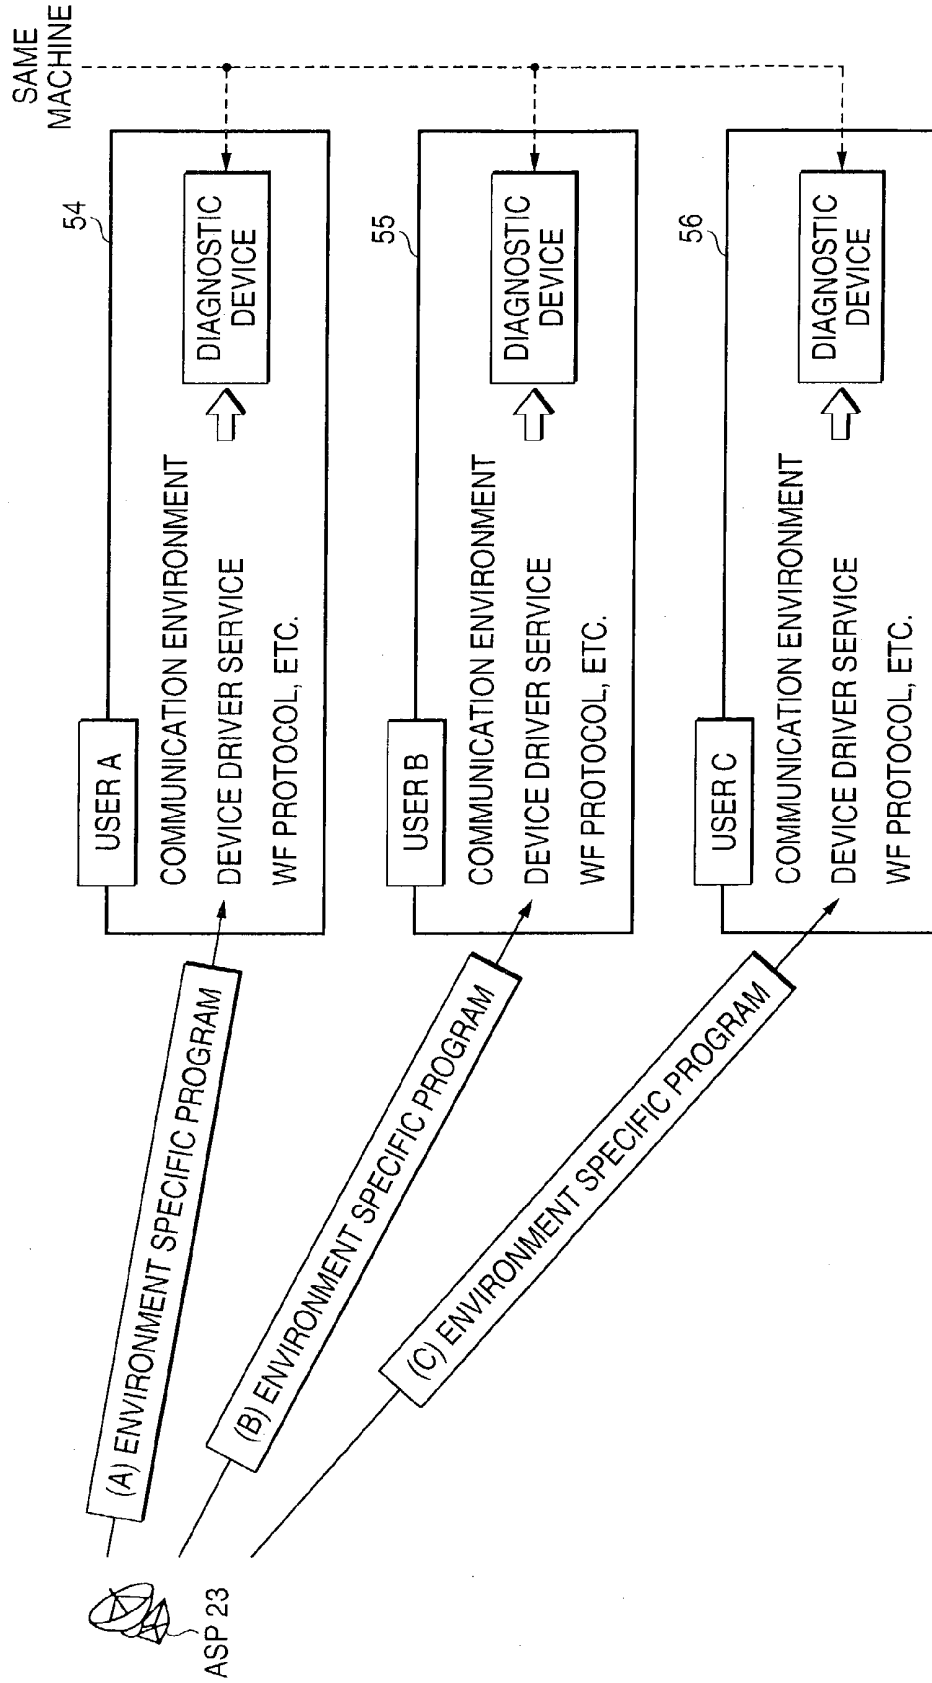 SAME
MACHINE
54
USER A
COMMUNICATION ENVIRONMENT
DEVICE DRIVER SERVICE
WF PROTOCOL, ETC.
DIAGNOSTIC
DEVICE
55
USER B
COMMUNICATION ENVIRONMENT
DEVICE DRIVER SERVICE
WF PROTOCOL, ETC.
DIAGNOSTIC
DEVICE
56
USER C
COMMUNICATION ENVIRONMENT
DEVICE DRIVER SERVICE
WF PROTOCOL, ETC.
DIAGNOSTIC
DEVICE
(A) ENVIRONMENT SPECIFIC PROGRAM
(B) ENVIRONMENT SPECIFIC PROGRAM
(C) ENVIRONMENT SPECIFIC PROGRAM
ASP 23